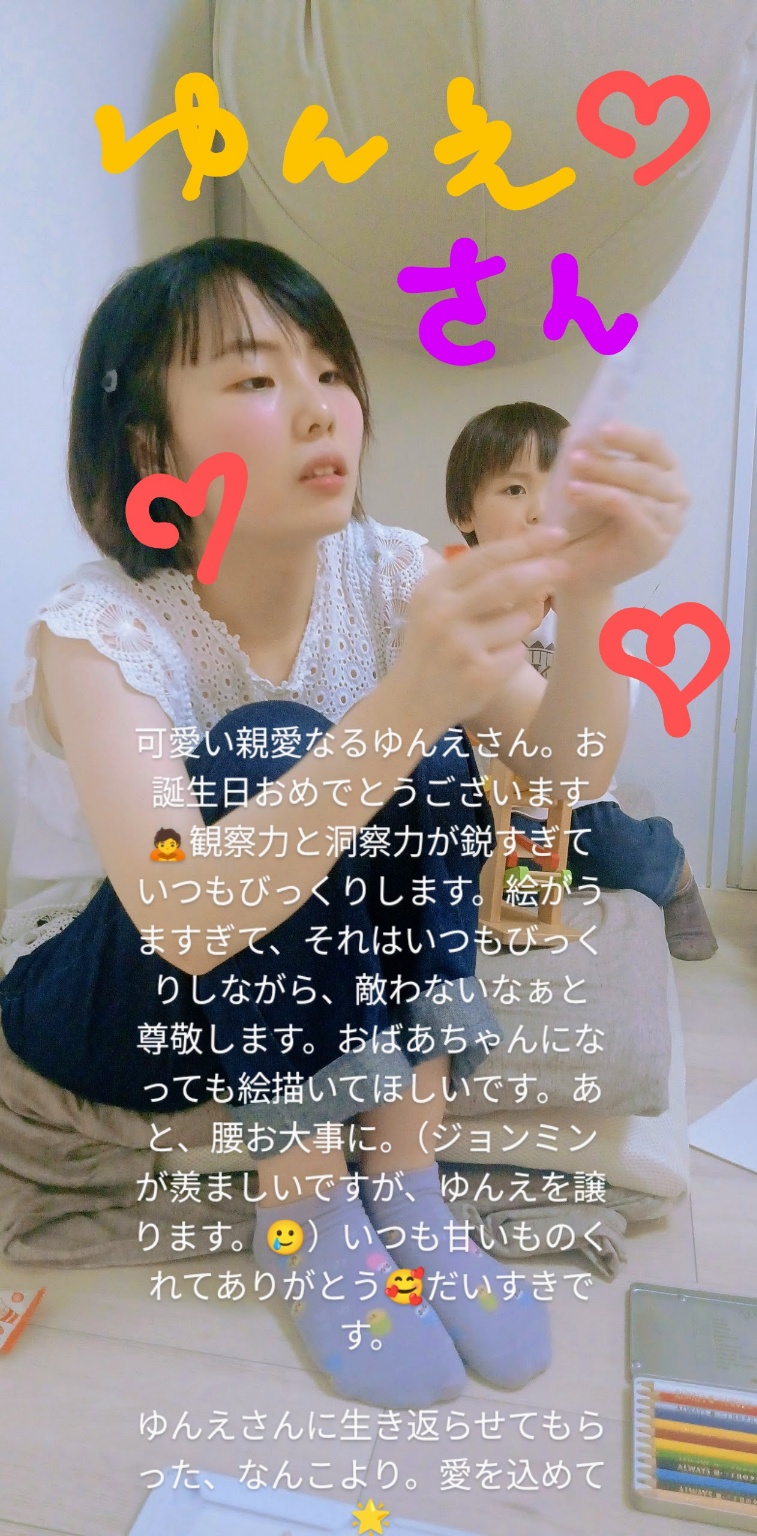 ゆんえ♡
さん
可愛い親愛なるゆんえさん。お
誕生日おめでとうございます
🙇観察力と洞察力が鋭すぎて
いつもびっくりします。絵がう
ますぎて、それはいつもびっく
りしながら、敵わないなぁと
尊敬します。おばあちゃんにな
っても絵描いてほしいです。あ
と、腰お大事に。（ジョンミン
が羨ましいですが、ゆんえを譲
ります。🥲）いつも甘いものく
れてありがとう🥰だいすきで
す。
ゆんえさんに生き返らせてもら
った、なんこより。愛を込めて
🌟